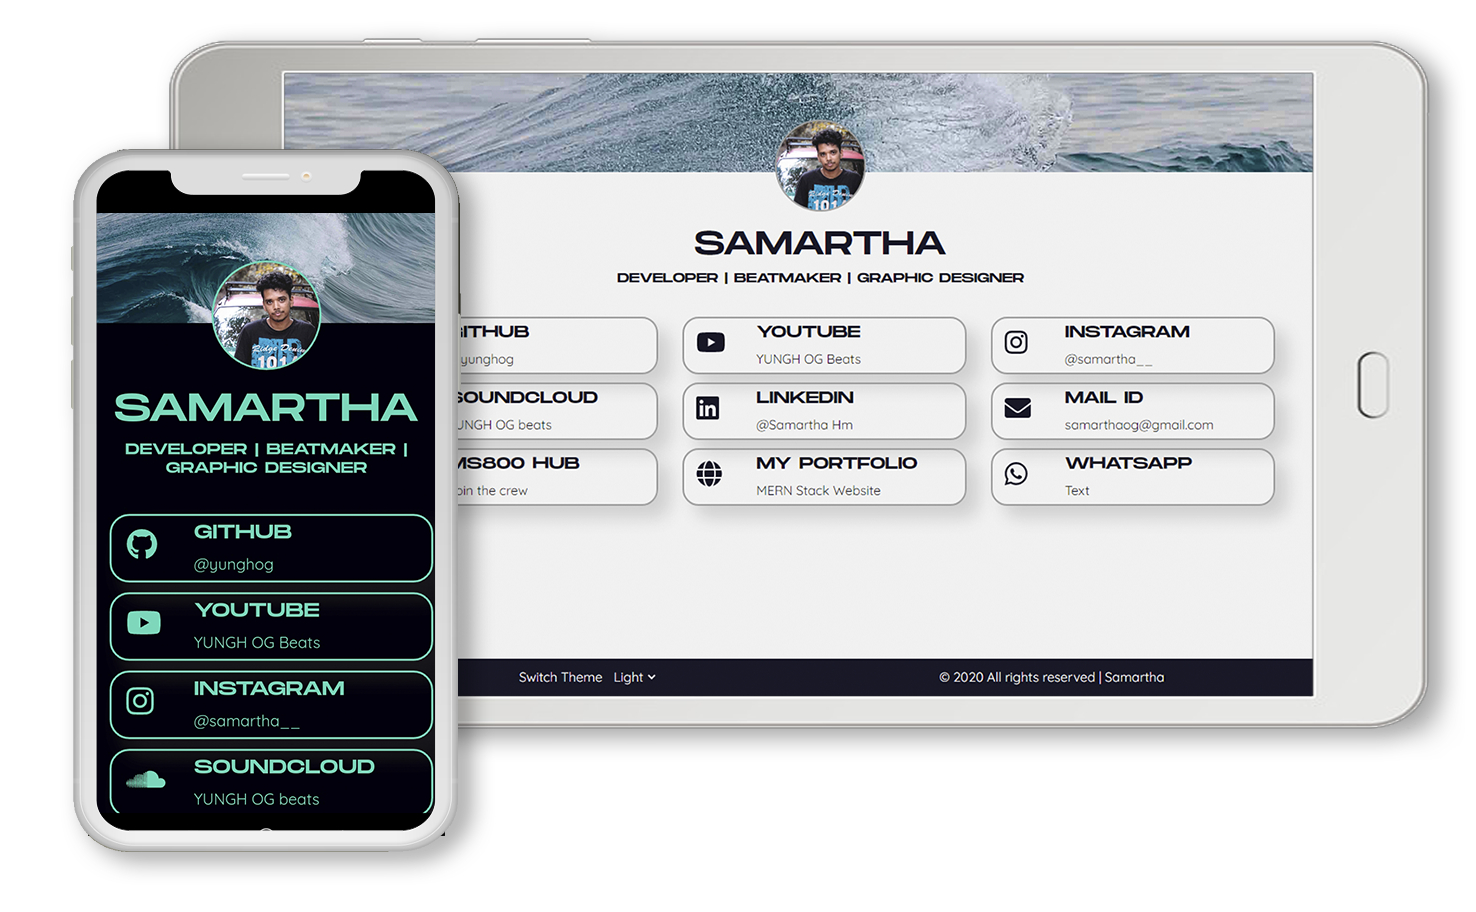 SAMARTHA
DEVELOPER | BEATMAKER |
GRAPHIC DESIGNER
GITHUB
@yunghog
YOUTUBE
YUNGH OG Beats
INSTAGRAM
@samartha__
SOUNDCLOUD
YUNGH OG beats
SAMARTHA
DEVELOPER | BEATMAKER | GRAPHIC DESIGNER
GITHUB
yunghog
YOUTUBE
YUNGH OG Beats
INSTAGRAM
@samartha__
SOUNDCLOUD
UNGH OG beats
LINKEDIN
@Samartha Hm
MAIL ID
samarthaog@gmail.com
MS800 HUB
oin the crew
MY PORTFOLIO
MERN Stack Website
WHATSAPP
Text
Switch Theme Light
© 2020 All rights reserved | Samartha